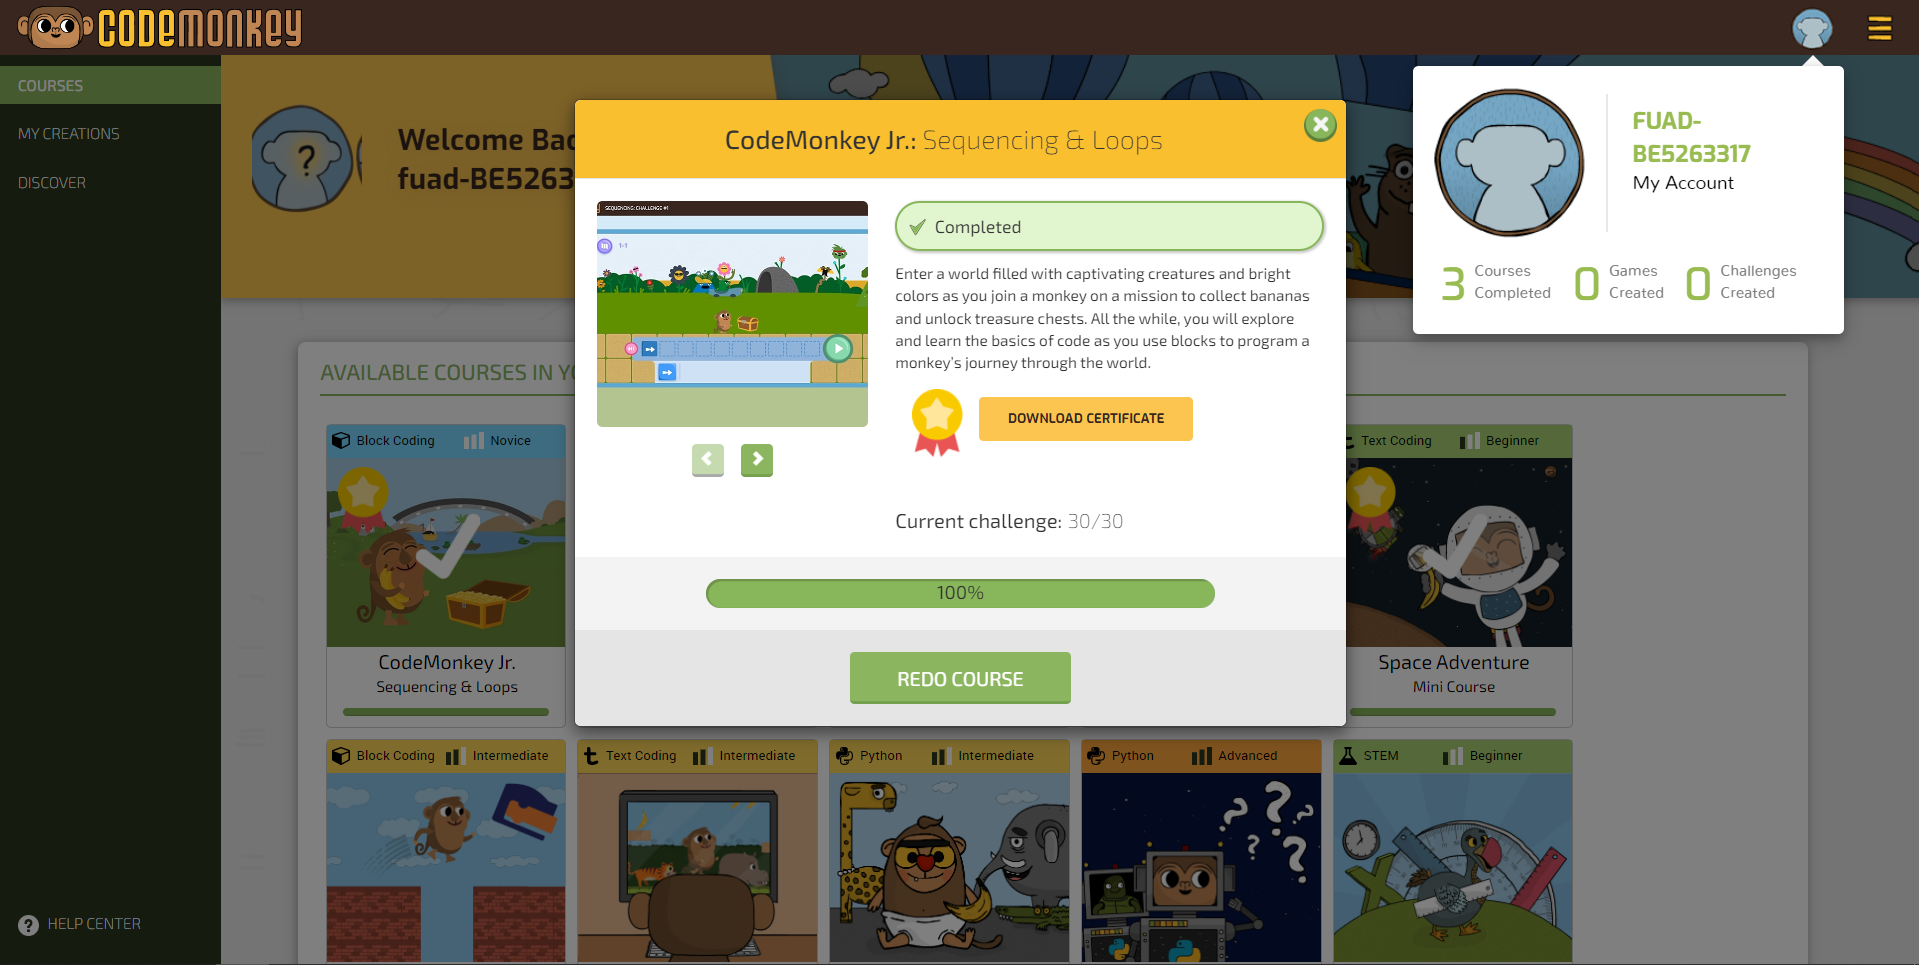 CODEMONKEY
COURSES
MY CREATIONS
DISCOVER
HELP CENTER
Welcome Bac
fuad-BE5263
FUAD-
BE5263317
My Account
3 Courses Completed
0 Games Created
0 Challenges Created
CodeMonkey Jr.: Sequencing & Loops
SEQUENCING: CHALLENGE #1
1-1
Completed
Enter a world filled with captivating creatures and bright
colors as you join a monkey on a mission to collect bananas
and unlock treasure chests. All the while, you will explore
and learn the basics of code as you use blocks to program a
monkey's journey through the world.
DOWNLOAD CERTIFICATE
Current challenge: 30/30
100%
REDO COURSE
AVAILABLE COURSES IN YO
Block Coding Novice
CodeMonkey Jr.
Sequencing & Loops
Text Coding Beginner
Space Adventure
Mini Course
Block Coding Intermediate
Text Coding Intermediate
Python Intermediate
Python Advanced
STEM Beginner